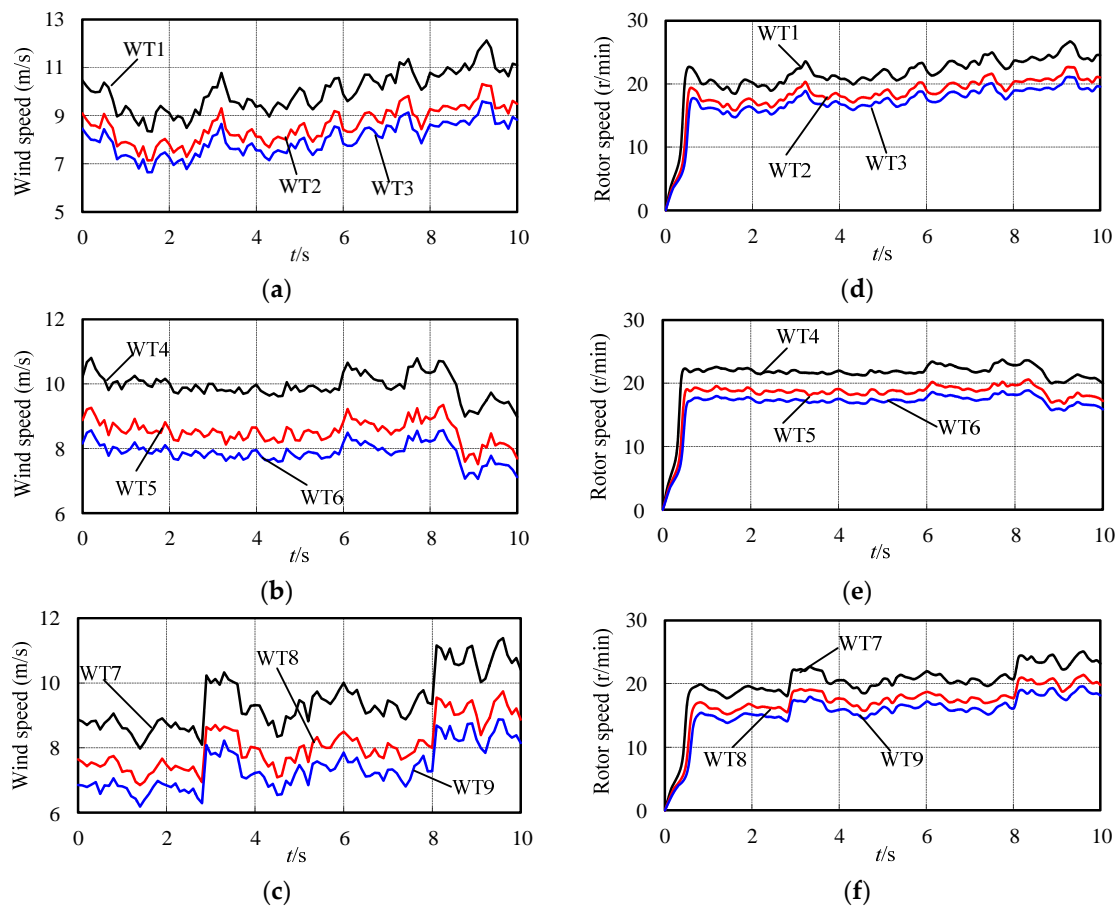 Wind speed (m/s)
13
11
9
7
5
WT1
WT2
WT3
0 2 4 6 8 10
t/s
(a)
Rotor speed (r/min)
30
20
10
0
WT1
WT2
WT3
0 2 4 6 8 10
t/s
(d)
Wind speed (m/s)
12
10
8
6
WT4
WT5
WT6
0 2 4 6 8 10
t/s
(b)
Rotor speed (r/min)
30
20
10
0
WT4
WT5
WT6
0 2 4 6 8 10
t/s
(e)
Wind speed (m/s)
12
10
8
6
WT7
WT8
WT9
0 2 4 6 8 10
t/s
(c)
Rotor speed (r/min)
30
20
10
0
WT7
WT8
WT9
0 2 4 6 8 10
t/s
(f)